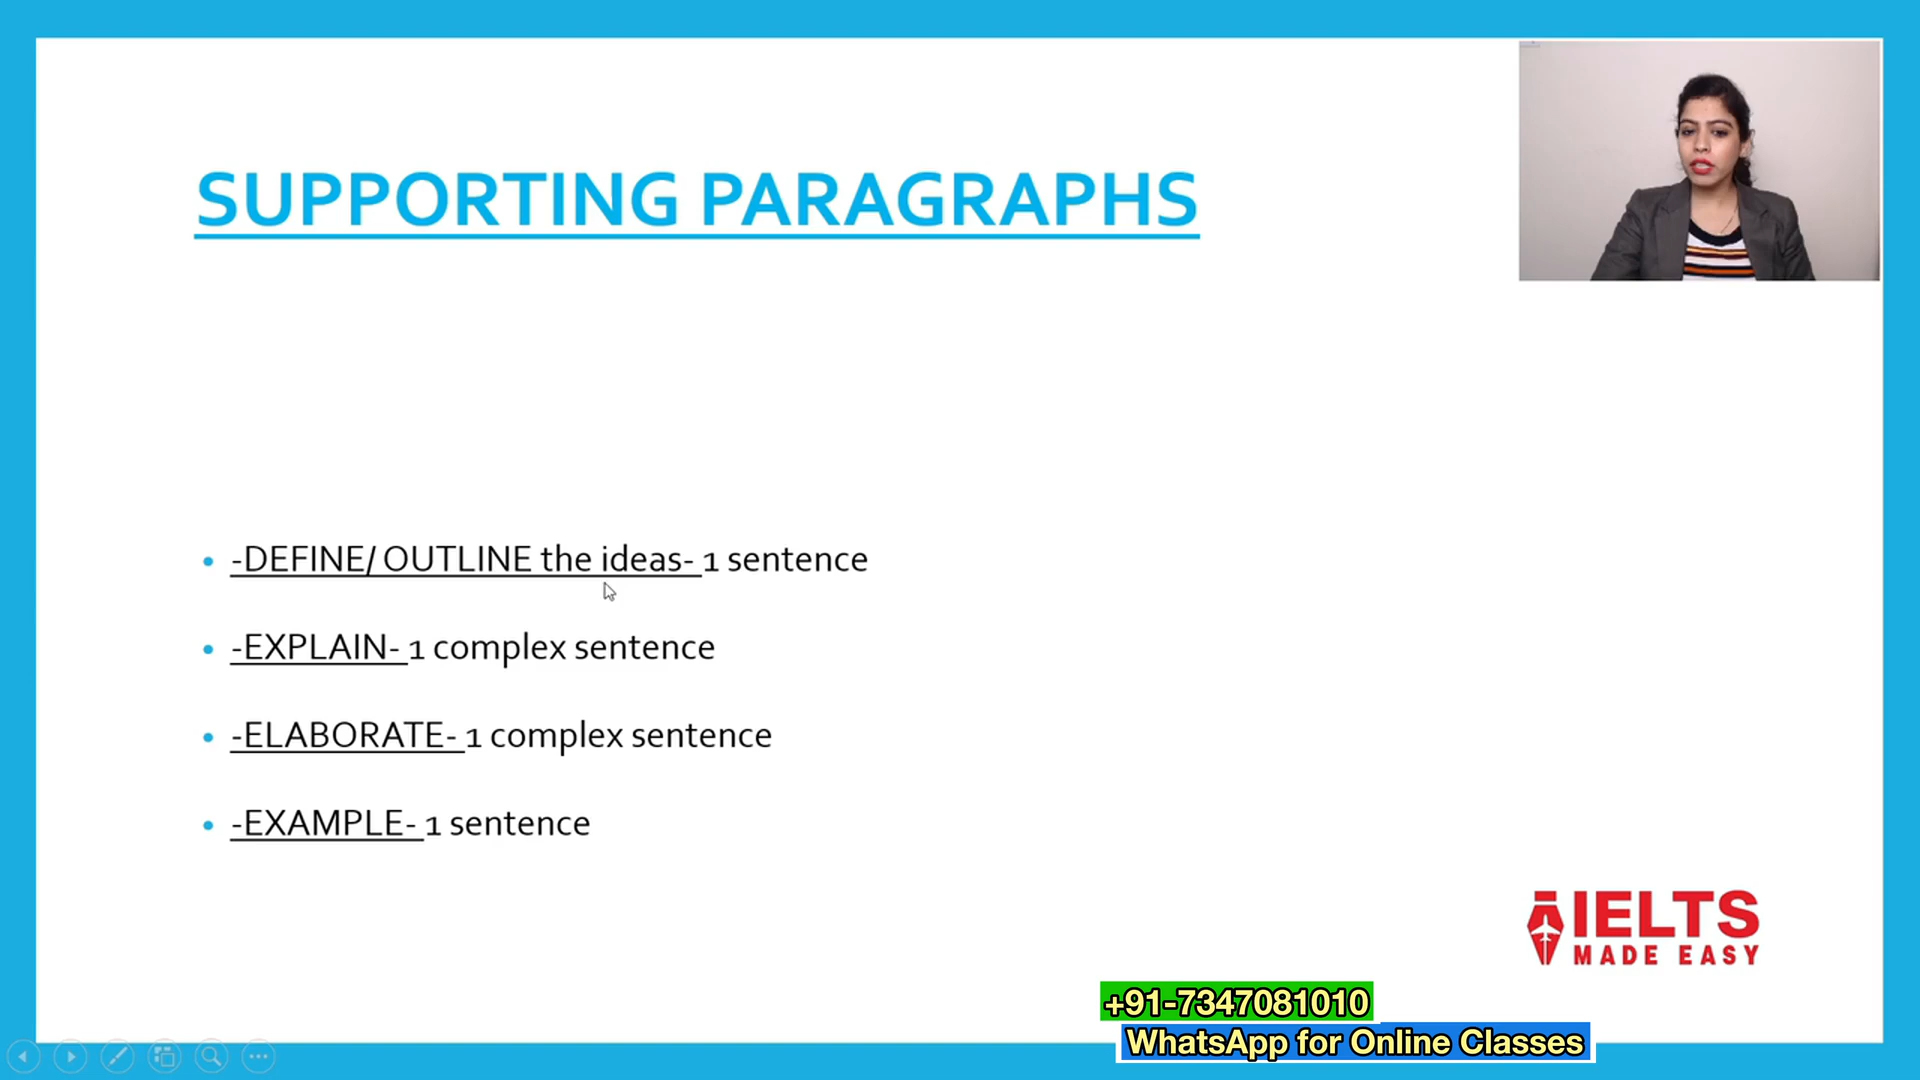 SUPPORTING PARAGRAPHS
-DEFINE/ OUTLINE the ideas- 1 sentence
-EXPLAIN- 1 complex sentence
-ELABORATE- 1 complex sentence
-EXAMPLE- 1 sentence
IELTS
MADE EASY
+91-7347081010
WhatsApp for Online Classes